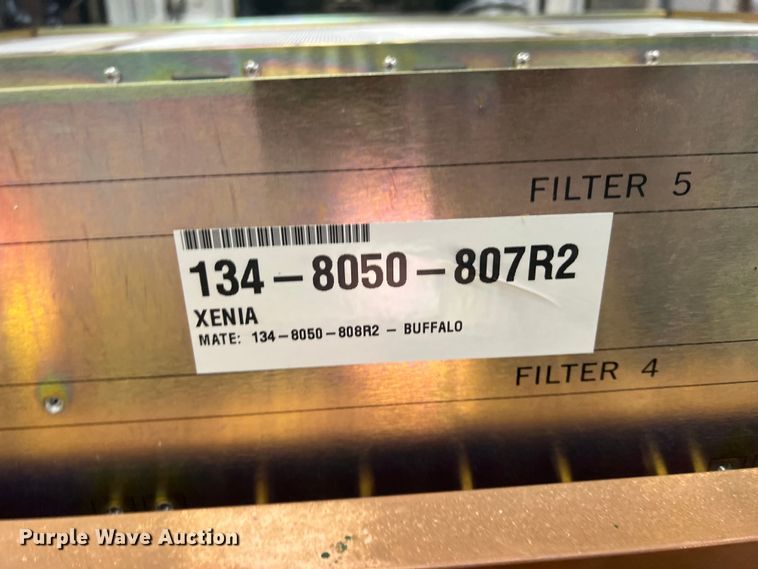 FILTER 5
134-8050-807R2
XENIA
MATE: 134-8050-808R2 - BUFFALO
FILTER 4
Purple Wave Auction